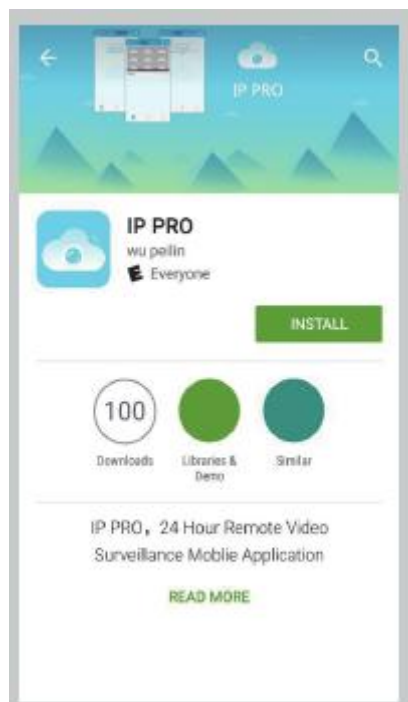 IP PRO
IP PRO
wu peilin
E Everyone
INSTALL
100
Downloads
Libraries &
Demo
Similar
IP PRO, 24 Hour Remote Video
Surveillance Moblie Application
READ MORE